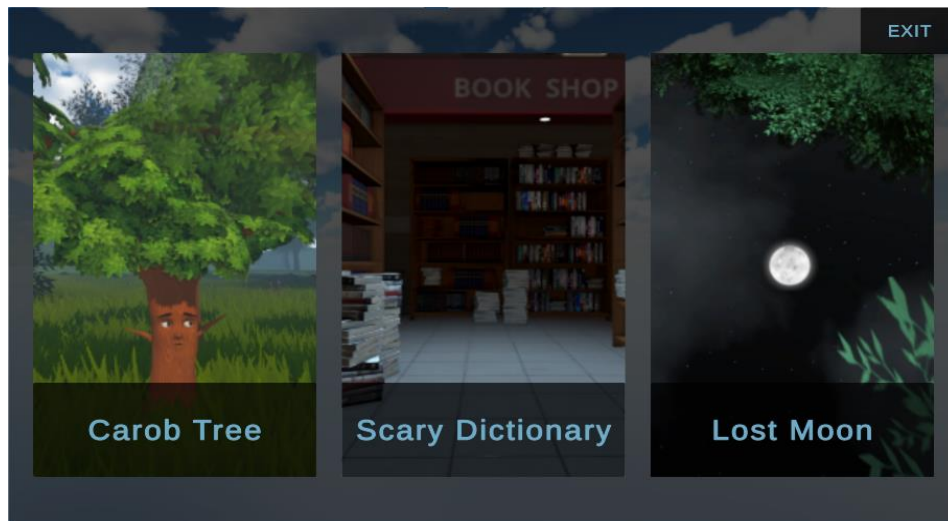 EXIT
BOOK SHOP
Carob Tree
Scary Dictionary
Lost Moon